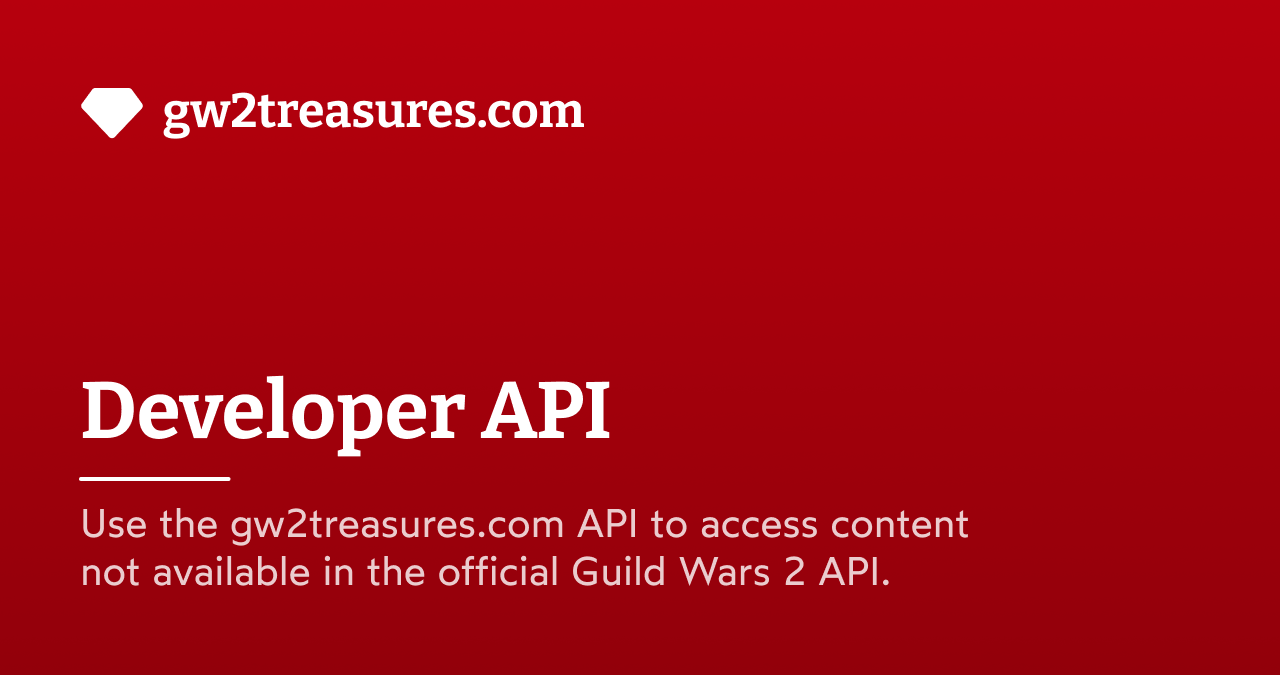 gw2treasures.com
Developer API
Use the gw2treasures.com API to access content
not available in the official Guild Wars 2 API.